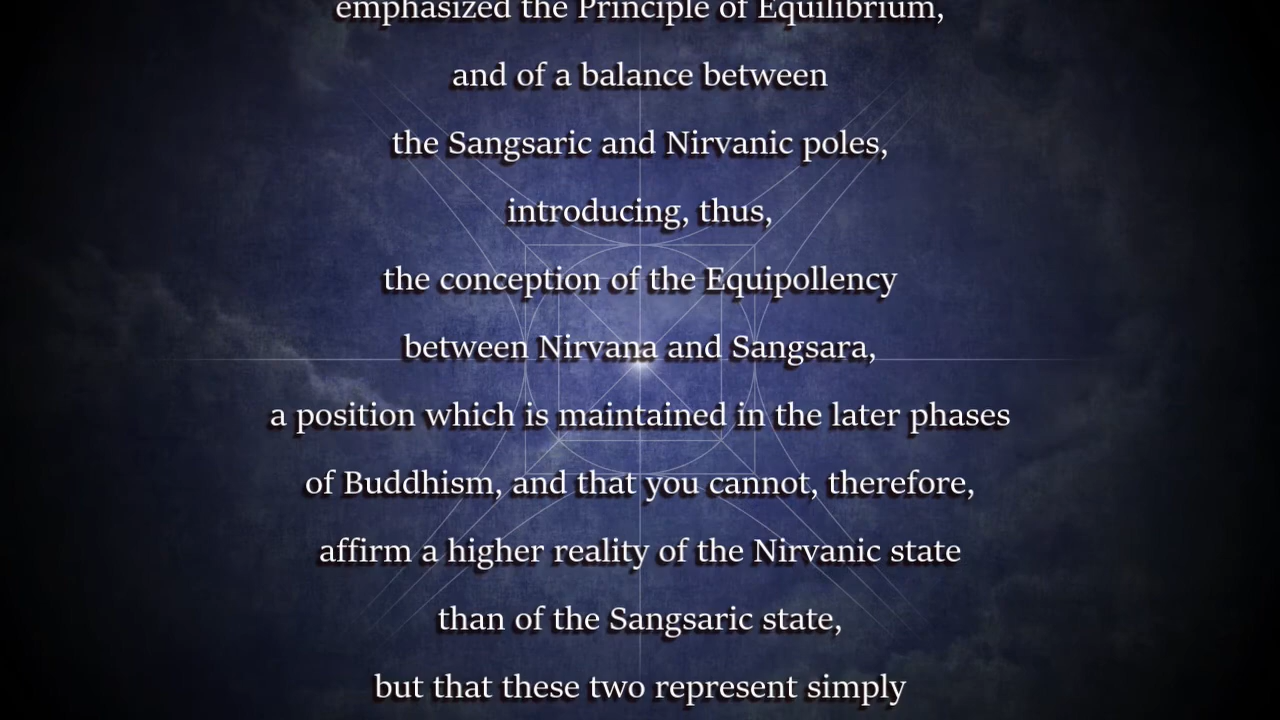 emphasized the Principle of Equilibrium,
and of a balance between
the Sangsaric and Nirvanic poles,
introducing, thus,
the conception of the Equipollency
between Nirvana and Sangsara,
a position which is maintained in the later phases
of Buddhism, and that you cannot, therefore,
affirm a higher reality of the Nirvanic state
than of the Sangsaric state,
but that these two represent simply